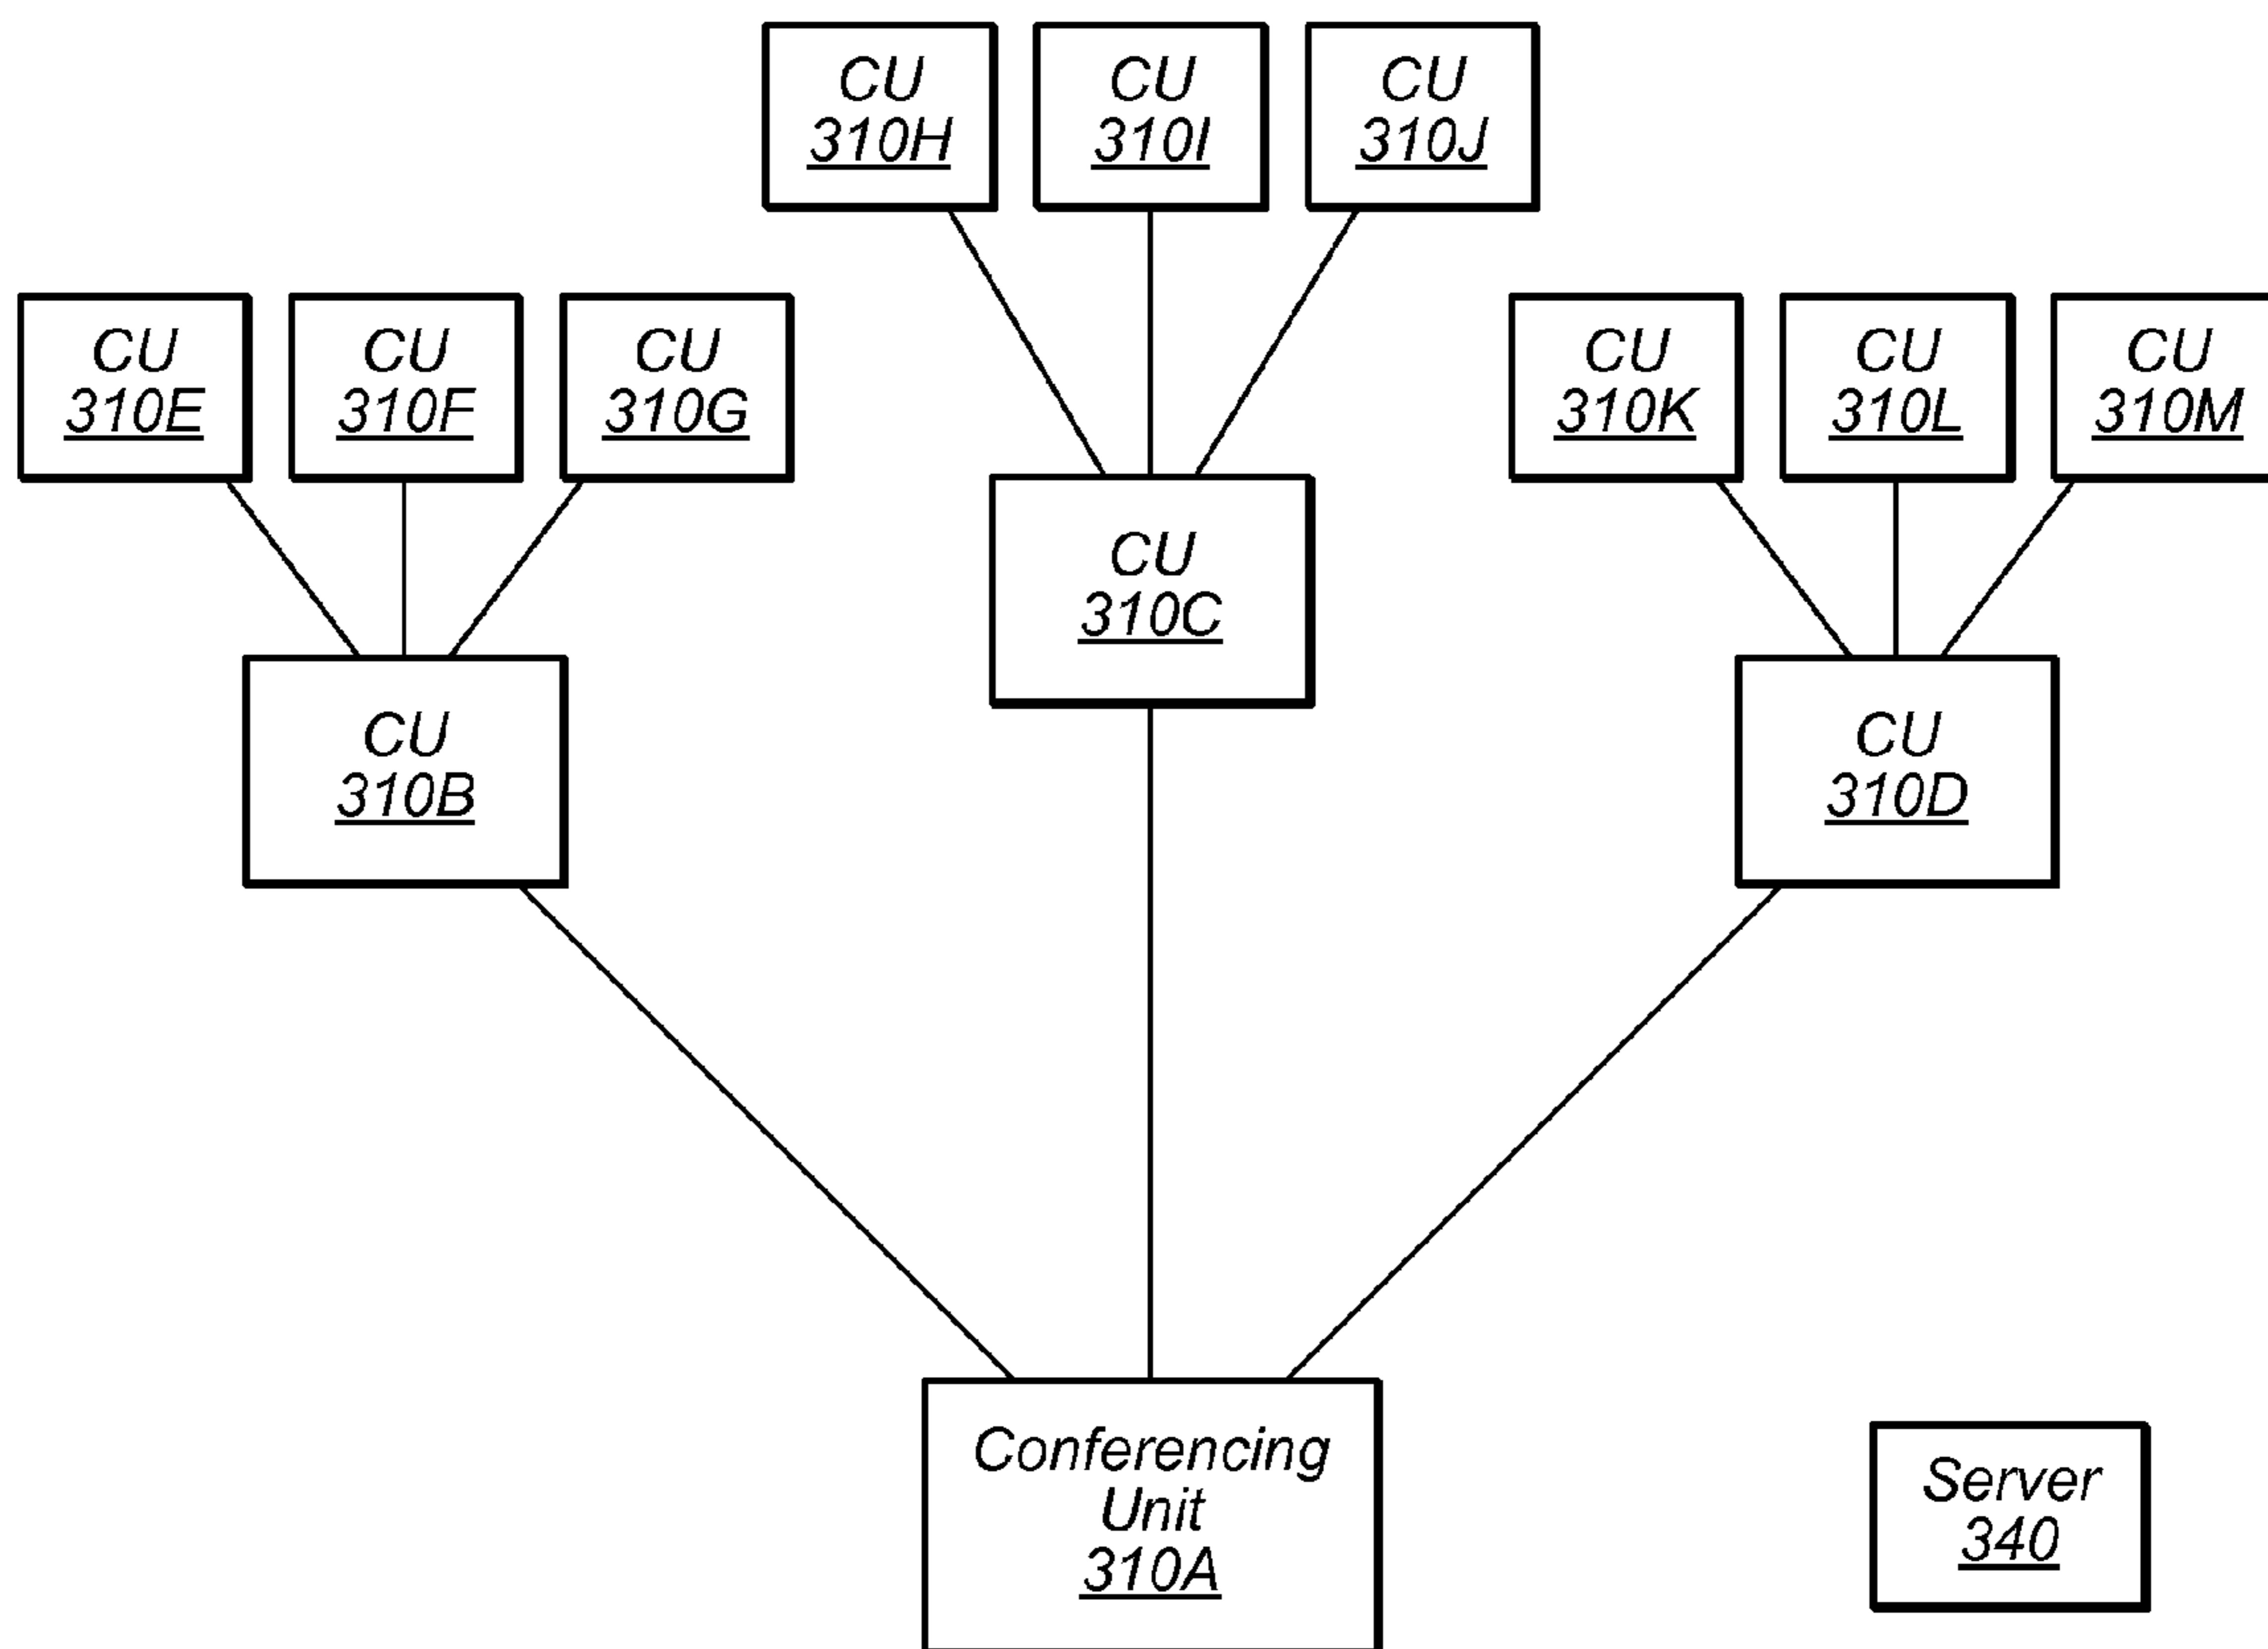 CU
310H
CU
310I
CU
310J
CU
310E
CU
310F
CU
310G
CU
310K
CU
310L
CU
310M
CU
310C
CU
310B
CU
310D
Conferencing
Unit
310A
Server
340